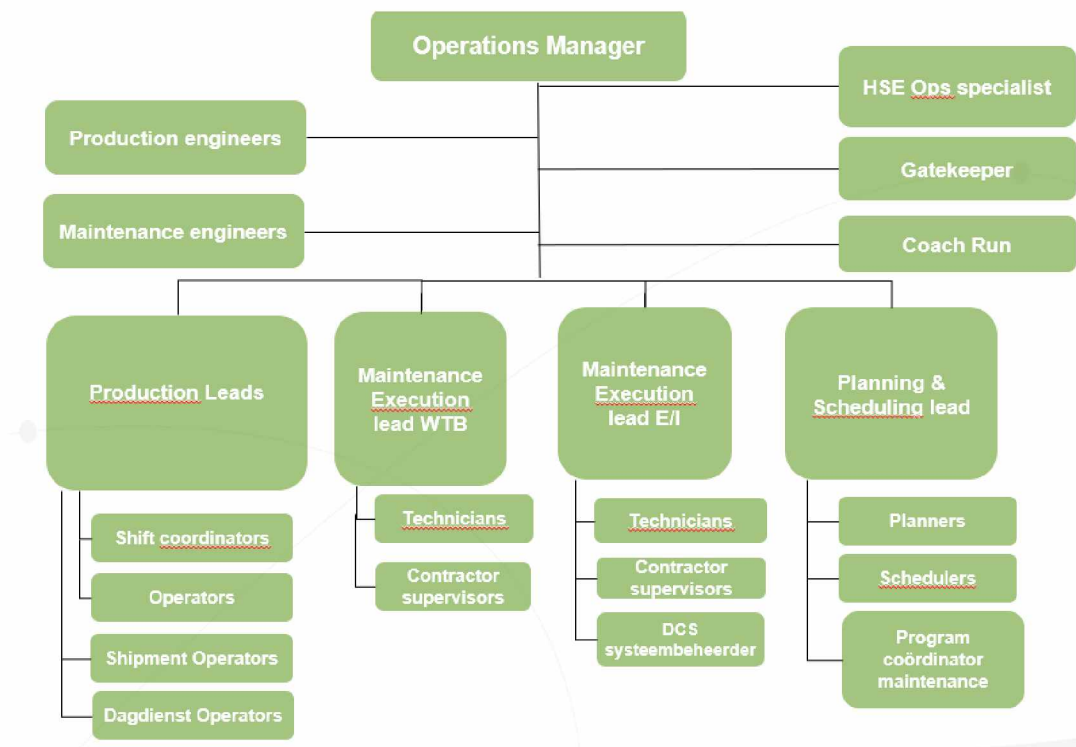 Operations Manager
HSE Ops specialist
Production engineers
Gatekeeper
Maintenance engineers
Coach Run
Production Leads
Maintenance
Execution
lead WTB
Maintenance
Execution
lead E/I
Planning &
Scheduling lead
Shift coordinators
Operators
Shipment Operators
Dagdienst Operators
Technicians
Contractor
supervisors
Technicians
Contractor
supervisors
DCS
systeembeheerder
Planners
Schedulers
Program
coördinator
maintenance